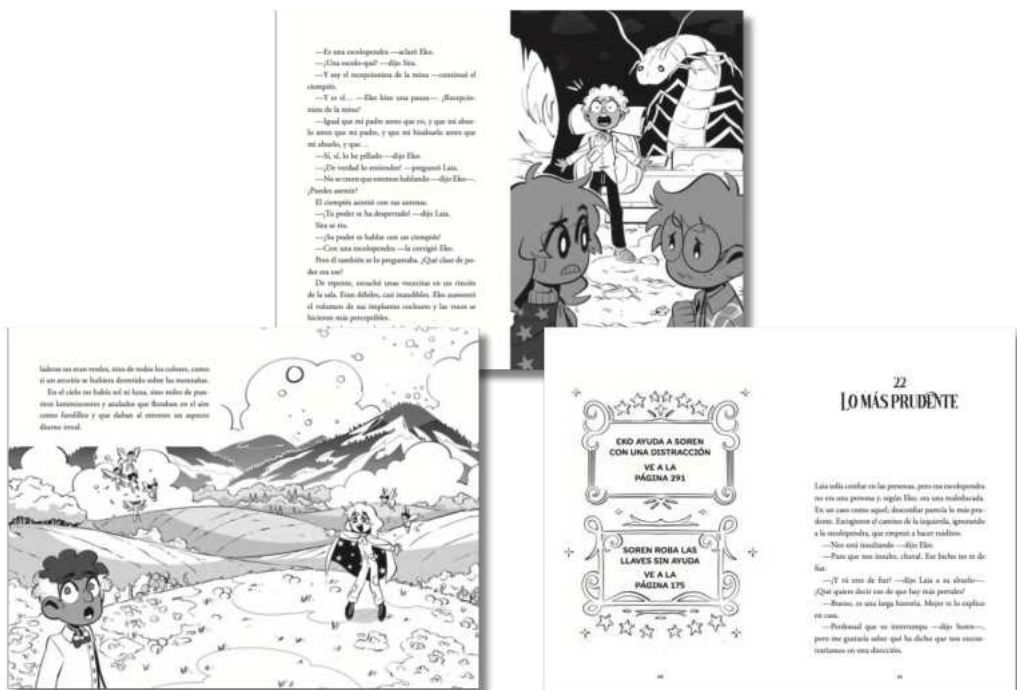 —Es una escolopendra —aclaró Eko.
—¿Una escolo-qué? —dijo Sira.
—Y soy el recepcionista de la mina —continuó el
ciempiés.
—Y es el… —Eko hizo una pausa—. ¿Recepcio-
nista de la mina?
—Igual que mi padre antes que yo, y que mi abue-
lo antes que mi padre, y que mi bisabuelo antes que
mi abuelo, y que…
—Sí, sí, lo he pillado —dijo Eko.
—¿De verdad lo entiendes? —preguntó Laia.
—No se creen que estemos hablando —dijo Eko—.
¿Puedes asentir?
El ciempiés asintió con sus antenas.
—¡Tu poder se ha despertado! —dijo Laia.
Sira se rio.
—¿Su poder es hablar con un ciempiés?
—Con una escolopendra —la corrigió Eko.
Pero él también se lo preguntaba. ¿Qué clase de po-
der era ese?
De repente, escuchó unas vocecitas en un rincón
de la sala. Eran débiles, casi inaudibles. Eko aumentó
el volumen de sus implantes cocleares y las voces se
hicieron más perceptibles.
laderas no eran verdes, sino de todos los colores, como
si un arcoíris se hubiera derretido sobre las montañas.
En el cielo no había sol ni luna, sino miles de pun-
titos luminiscentes y azulados que flotaban en el aire
como farolillos y que daban al entorno un aspecto
diurno irreal.
EKO AYUDA A SOREN
CON UNA DISTRACCIÓN
VE A LA
PÁGINA 291
SOREN ROBA LAS
LLAVES SIN AYUDA
VE A LA
PÁGINA 175
22
LO MÁS PRUDENTE
Laia solía confiar en las personas, pero esa escolopendra
no era una persona y, según Eko, era una maleducada.
En un caso como aquel, desconfiar parecía lo más pru-
dente. Escogieron el camino de la izquierda, ignorando
a la escolopendra, que empezó a hacer ruiditos.
—Nos está insultando —dijo Eko.
—Pues que nos insulte, chaval. Ese bicho no es de
fiar.
—¿Y tú eres de fiar? —dijo Laia a su abuelo—.
¿Qué quiere decir eso de que hay más portales?
—Bueno, es una larga historia. Mejor te lo explico
en casa.
—Perdonad que os interrumpa —dijo Soren—,
pero me gustaría saber qué ha dicho que nos encon-
traríamos en esta dirección.